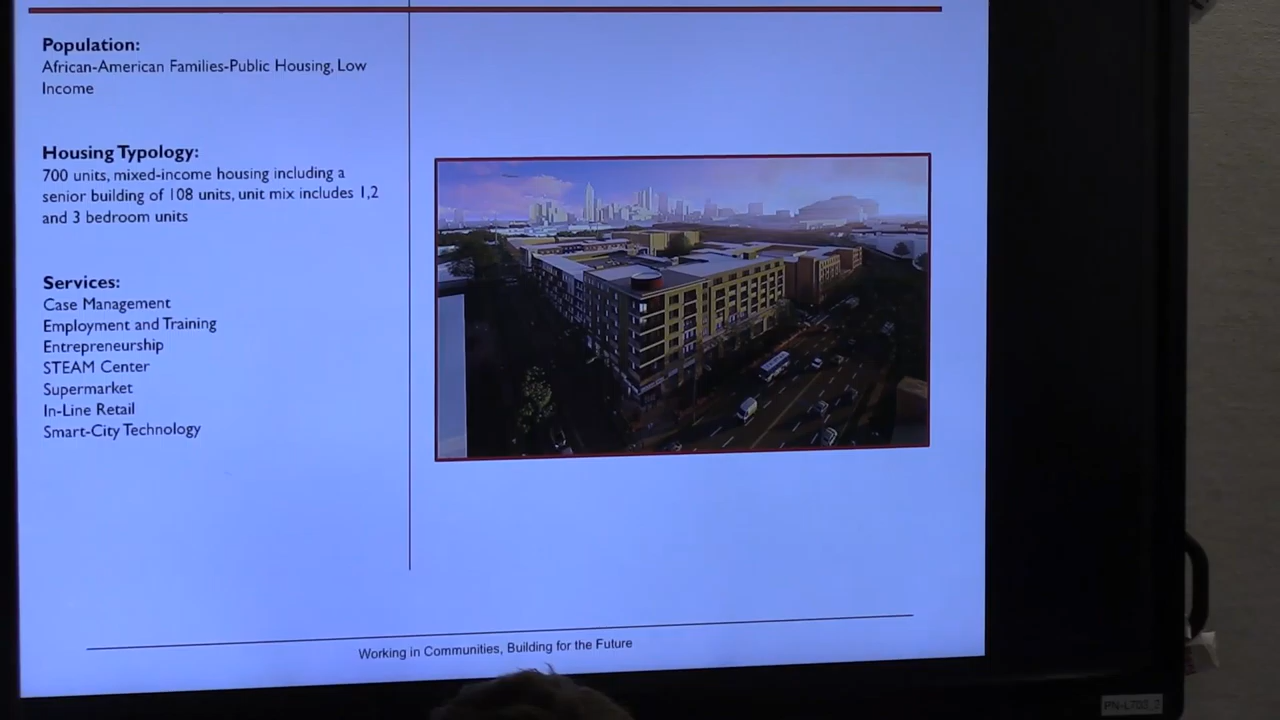 Population:
African-American Families-Public Housing, Low
Income
Housing Typology:
700 units, mixed-income housing including a
senior building of 108 units, unit mix includes 1,2
and 3 bedroom units
Services:
Case Management
Employment and Training
Entrepreneurship
STEAM Center
Supermarket
In-Line Retail
Smart-City Technology
Working in Communities, Building for the Future
PN-L703_2